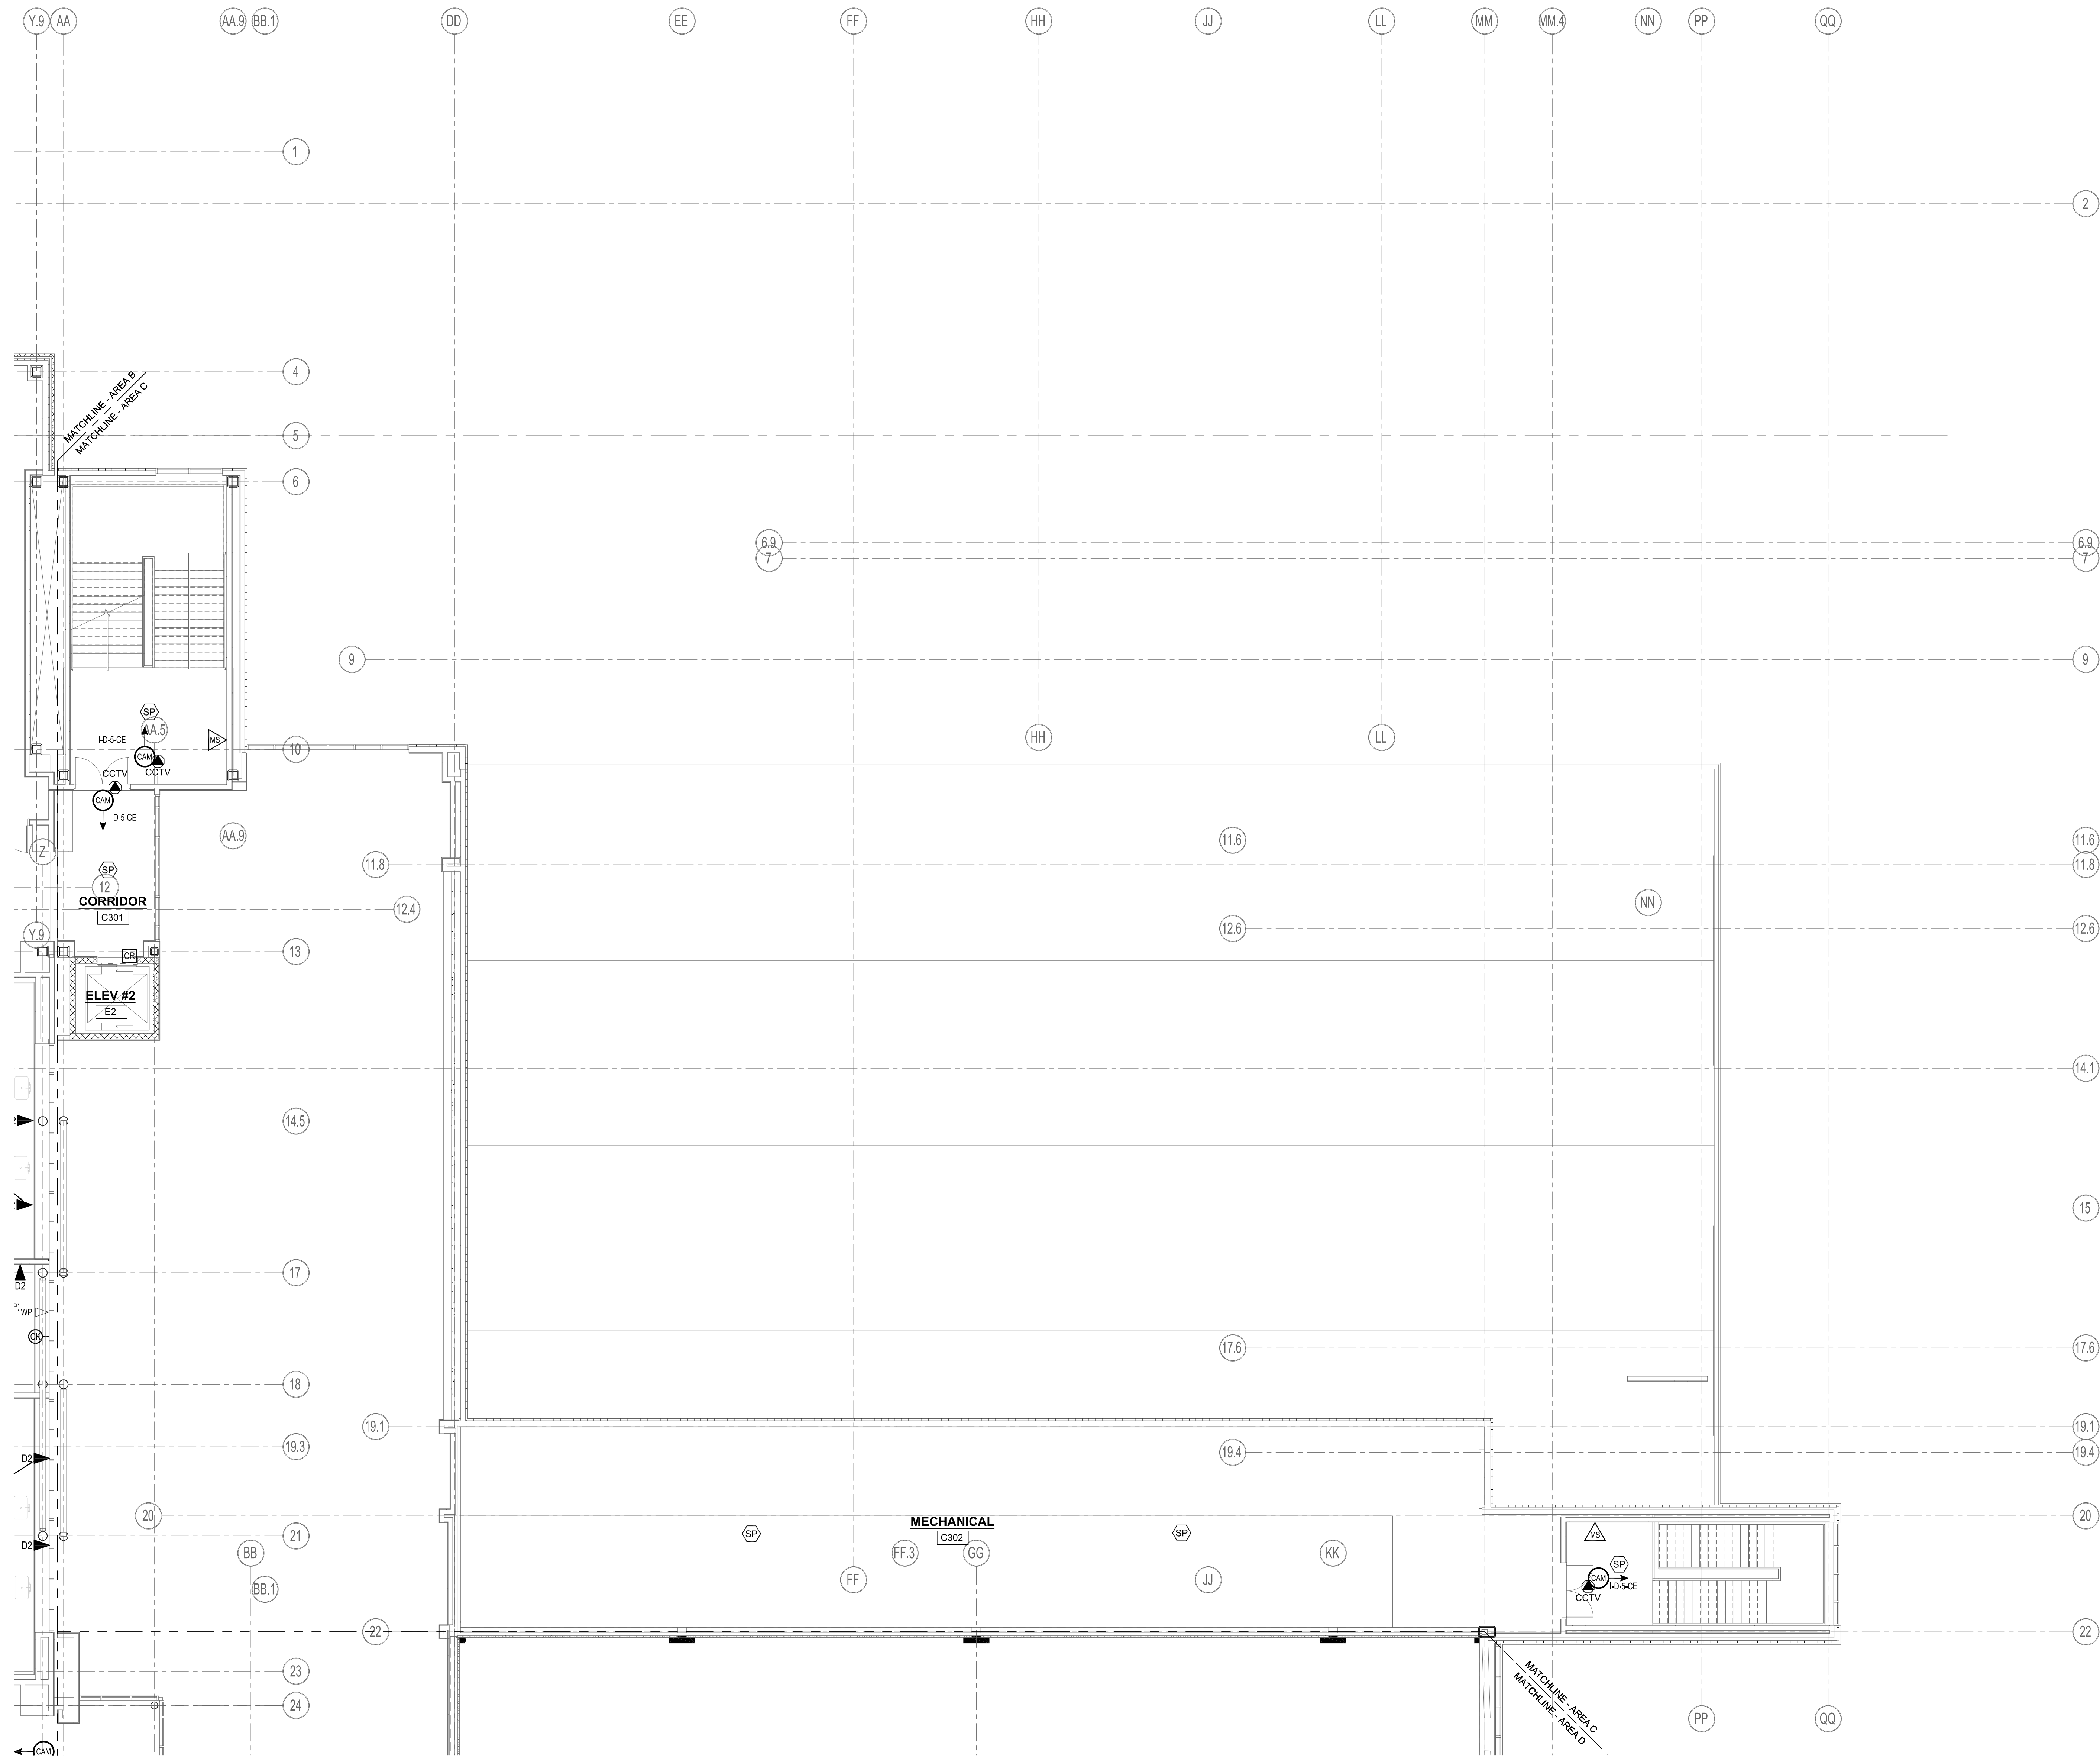 Y.9 AA AA.9 BB.1 DD EE FF HH JJ LL MM MM.4 NN PP QQ
1
2
4
MATCHLINE - AREA B
MATCHLINE - AREA C
5
6
6.9 6.9
7 7
9 9
SP
AA.5
I-D-5-CE
MS
HH LL
10
CAM
CCTV
CCTV
CAM
I-D-5-CE
AA.9
11.6 11.6
Z
11.8 11.8
SP
12
CORRIDOR
C301
NN
12.4
12.6 12.6
Y.9
13
CR
ELEV #2
E2
14.1
14.5
15
17
D2
P) WP
CK
17.6 17.6
18
19.1 19.1
19.3
19.4 19.4
D2
20 20
MECHANICAL
C302
SP SP
MS
21
D2
BB FF.3 GG KK
SP
CAM
I-D-5-CE
CCTV
BB.1 FF JJ
22 22
MATCHLINE - AREA C
MATCHLINE - AREA D
23
24
PP QQ
CAM